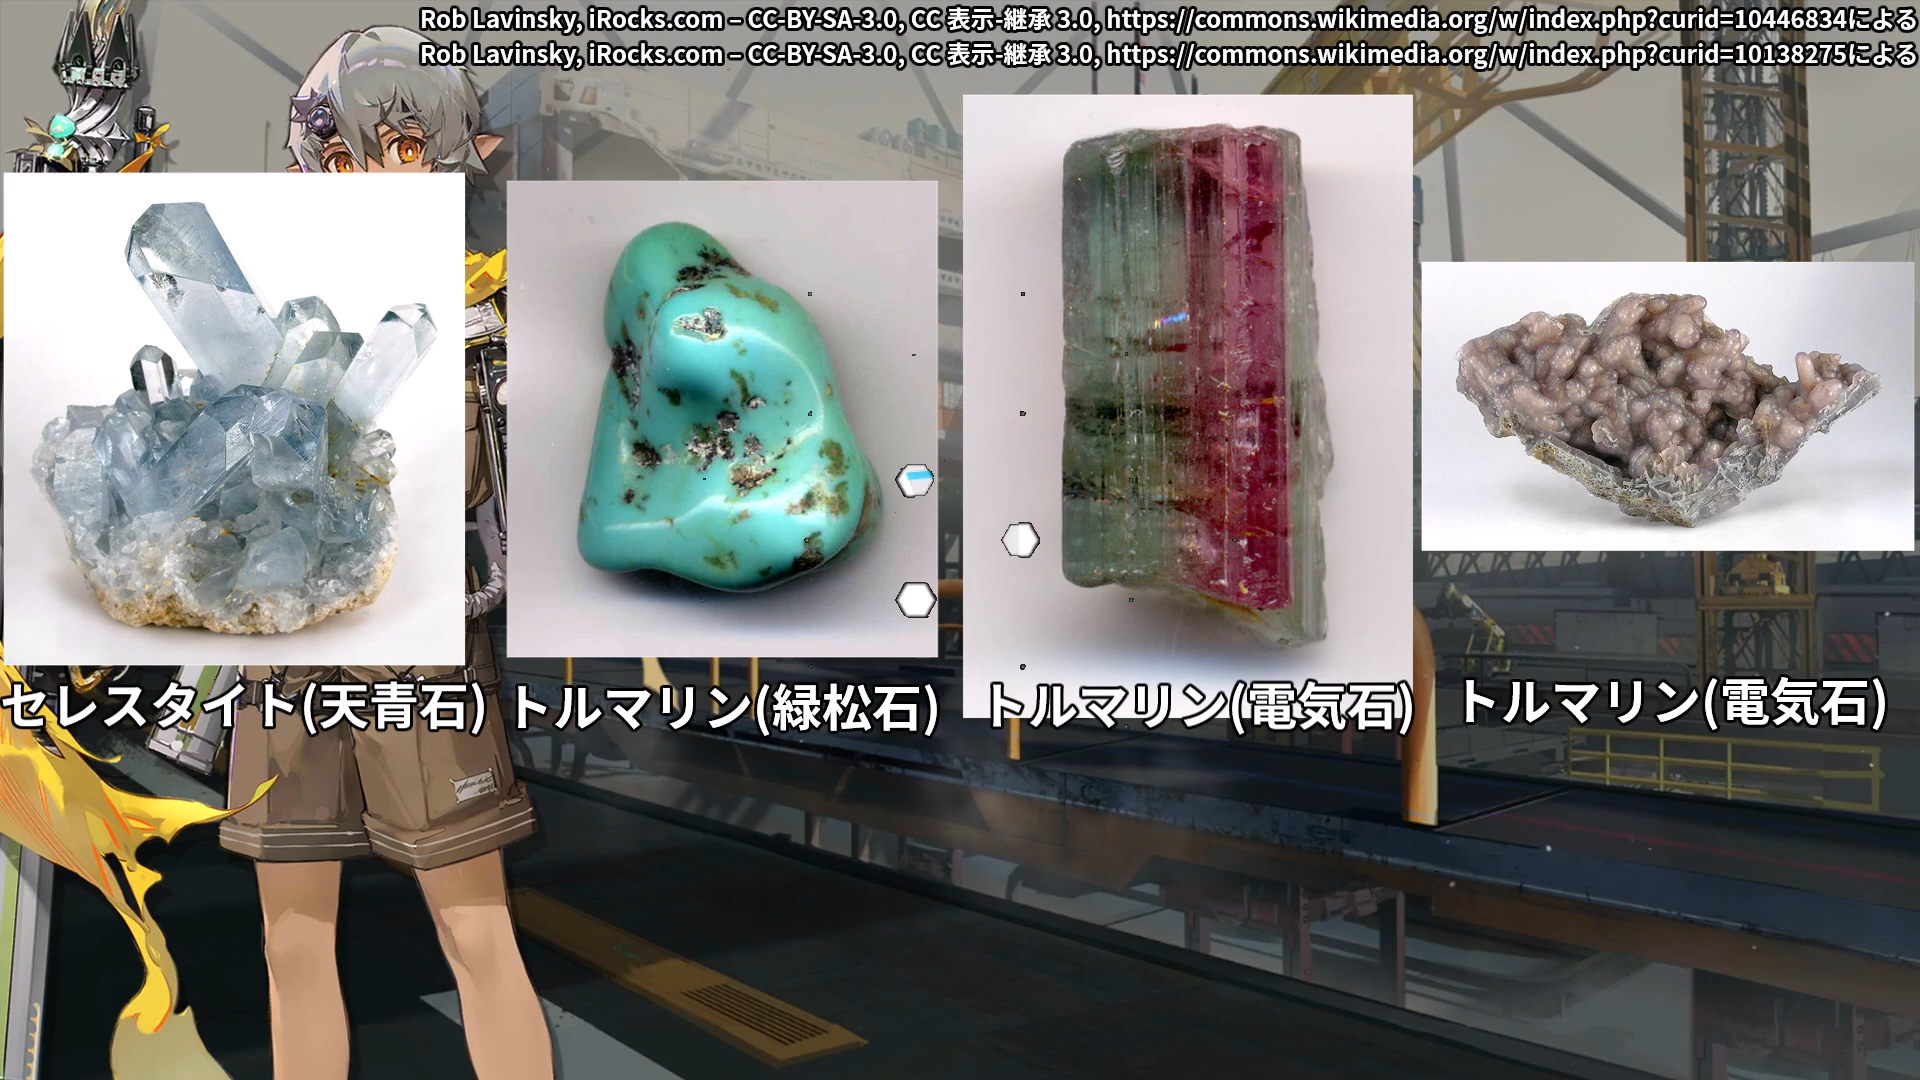 Rob Lavinsky, iRocks.com – CC-BY-SA-3.0, CC 表示-継承 3.0, https://commons.wikimedia.org/w/index.php?curid=10446834による
Rob Lavinsky, iRocks.com – CC-BY-SA-3.0, CC 表示-継承 3.0, https://commons.wikimedia.org/w/index.php?curid=10138275による
セレスタイト(天青石)
トルマリン(緑松石)
トルマリン(電気石)
トルマリン(電気石)